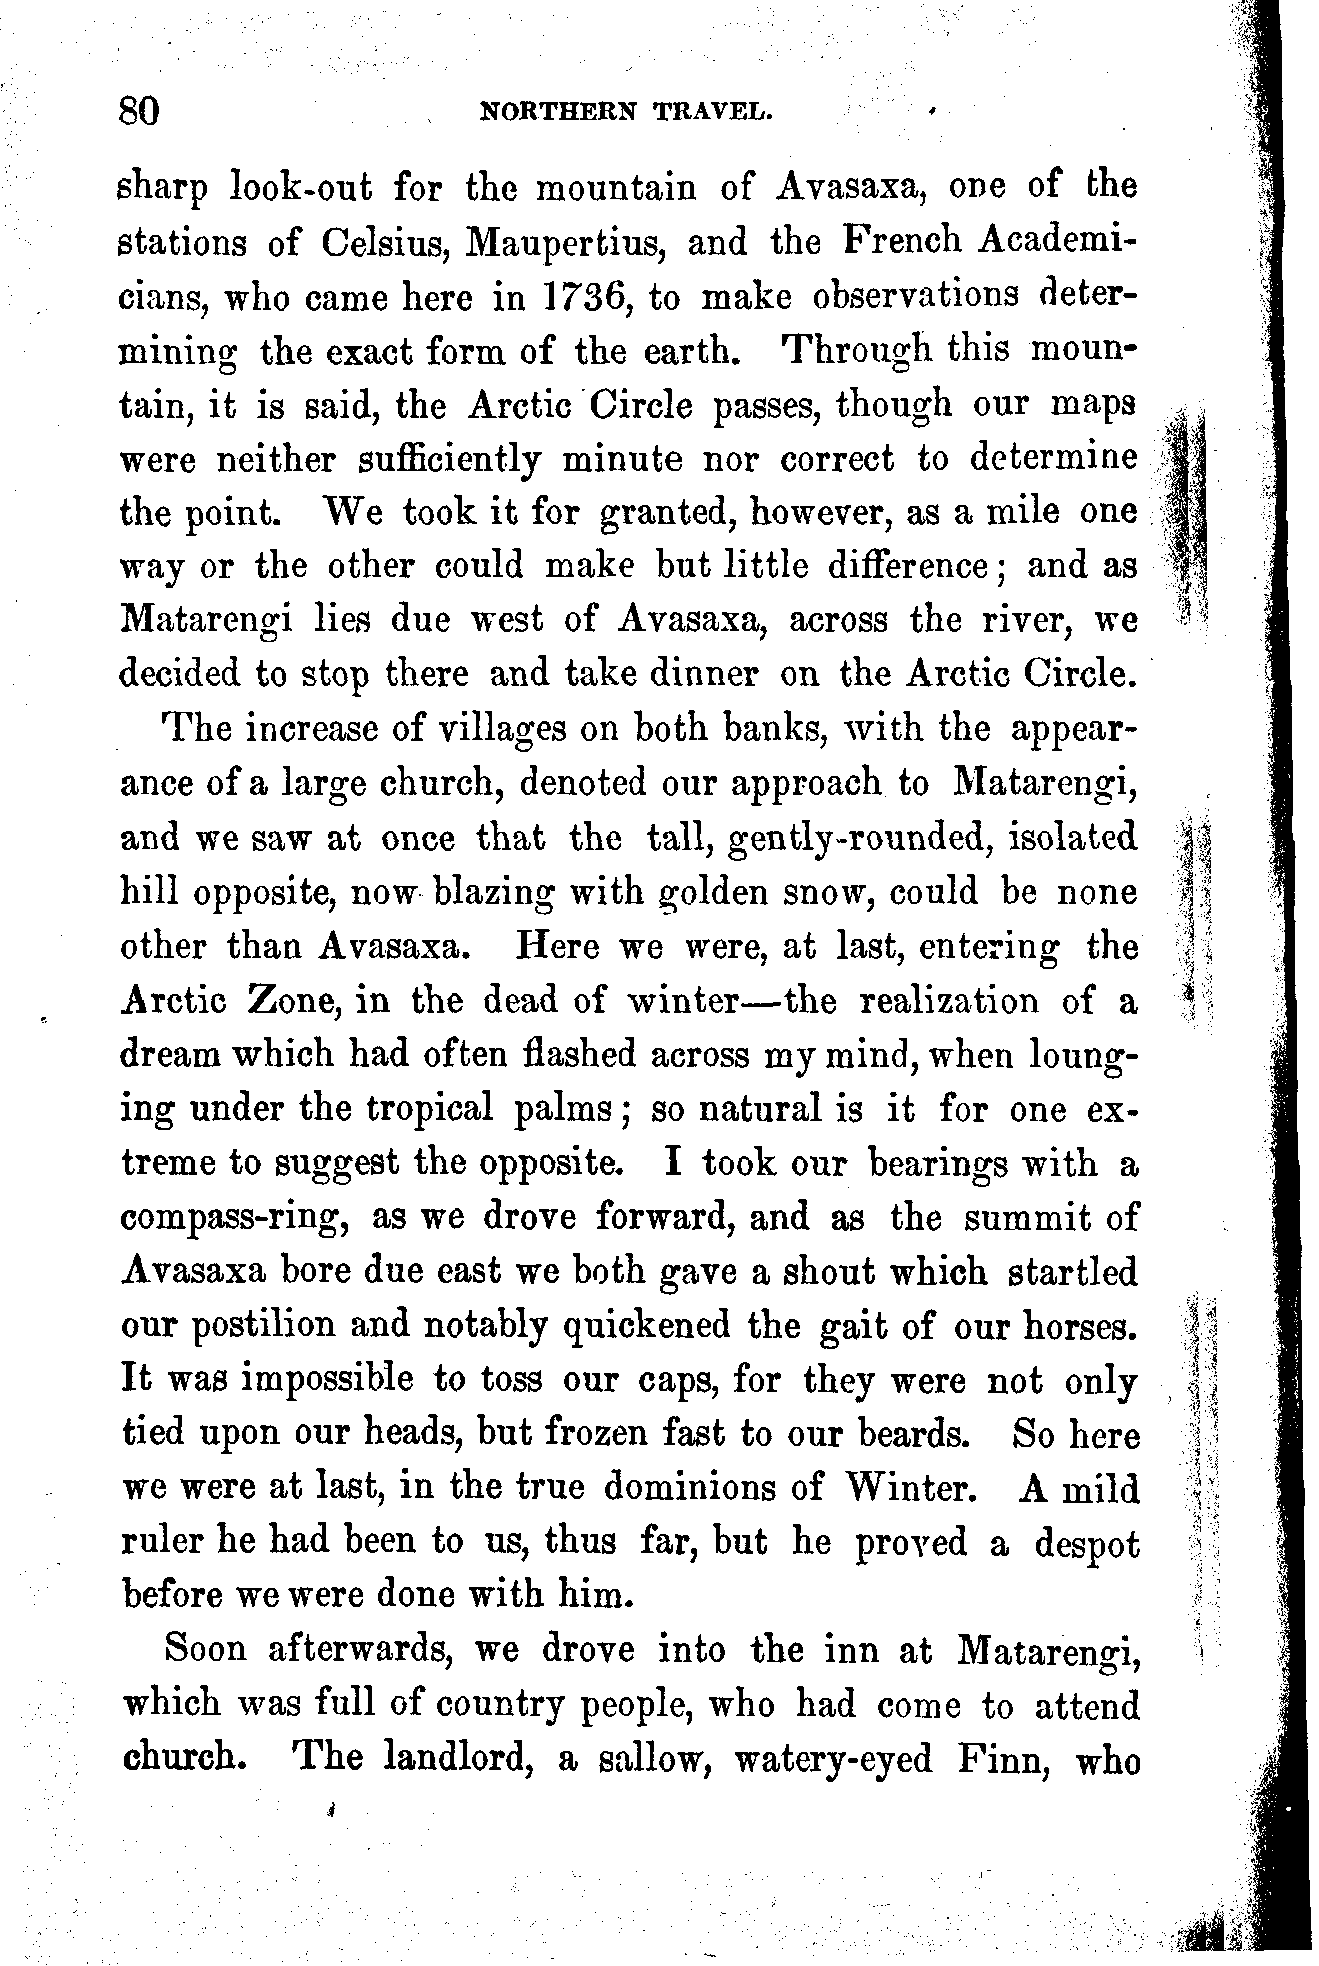 80 NORTHERN TRAVEL.
sharp look-out for the mountain of Avasaxa, one of the
stations of Celsius, Maupertius, and the French Academi-
cians, who came here in 1736, to make observations deter-
mining the exact form of the earth. Through this moun-
tain, it is said, the Arctic Circle passes, though our maps
were neither sufficiently minute nor correct to determine
the point. We took it for granted, however, as a mile one
way or the other could make but little difference; and as
Matarengi lies due west of Avasaxa, across the river, we
decided to stop there and take dinner on the Arctic Circle.
The increase of villages on both banks, with the appear-
ance of a large church, denoted our approach to Matarengi,
and we saw at once that the tall, gently-rounded, isolated
hill opposite, now blazing with golden snow, could be none
other than Avasaxa. Here we were, at last, entering the
Arctic Zone, in the dead of winter—the realization of a
dream which had often flashed across my mind, when loung-
ing under the tropical palms; so natural is it for one ex-
treme to suggest the opposite. I took our bearings with a
compass-ring, as we drove forward, and as the summit of
Avasaxa bore due east we both gave a shout which startled
our postilion and notably quickened the gait of our horses.
It was impossible to toss our caps, for they were not only
tied upon our heads, but frozen fast to our beards. So here
we were at last, in the true dominions of Winter. A mild
ruler he had been to us, thus far, but he proved a despot
before we were done with him.
Soon afterwards, we drove into the inn at Matarengi,
which was full of country people, who had come to attend
church. The landlord, a sallow, watery-eyed Finn, who